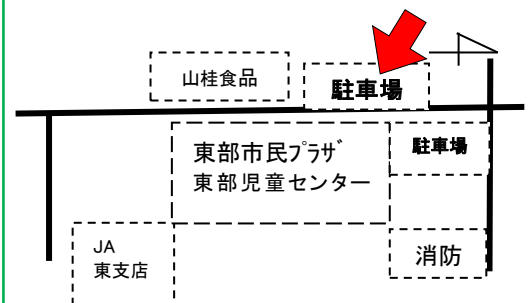 山桂食品
駐車場
東部市民プラザ
東部児童センター
駐車場
JA
東支店
消防